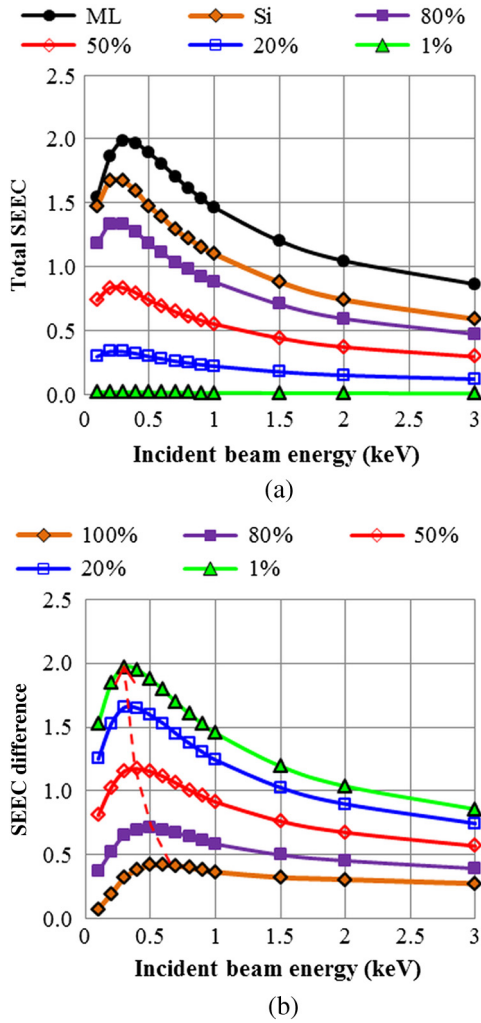 ML Si 80%
50% 20% 1%
2.5
2.0
1.5
1.0
0.5
0.0
Total SEEC
0 0.5 1 1.5 2 2.5 3
Incident beam energy (keV)
(a)
100% 80% 50%
20% 1%
2.5
2.0
1.5
1.0
0.5
0.0
SEEC difference
0 0.5 1 1.5 2 2.5 3
Incident beam energy (keV)
(b)